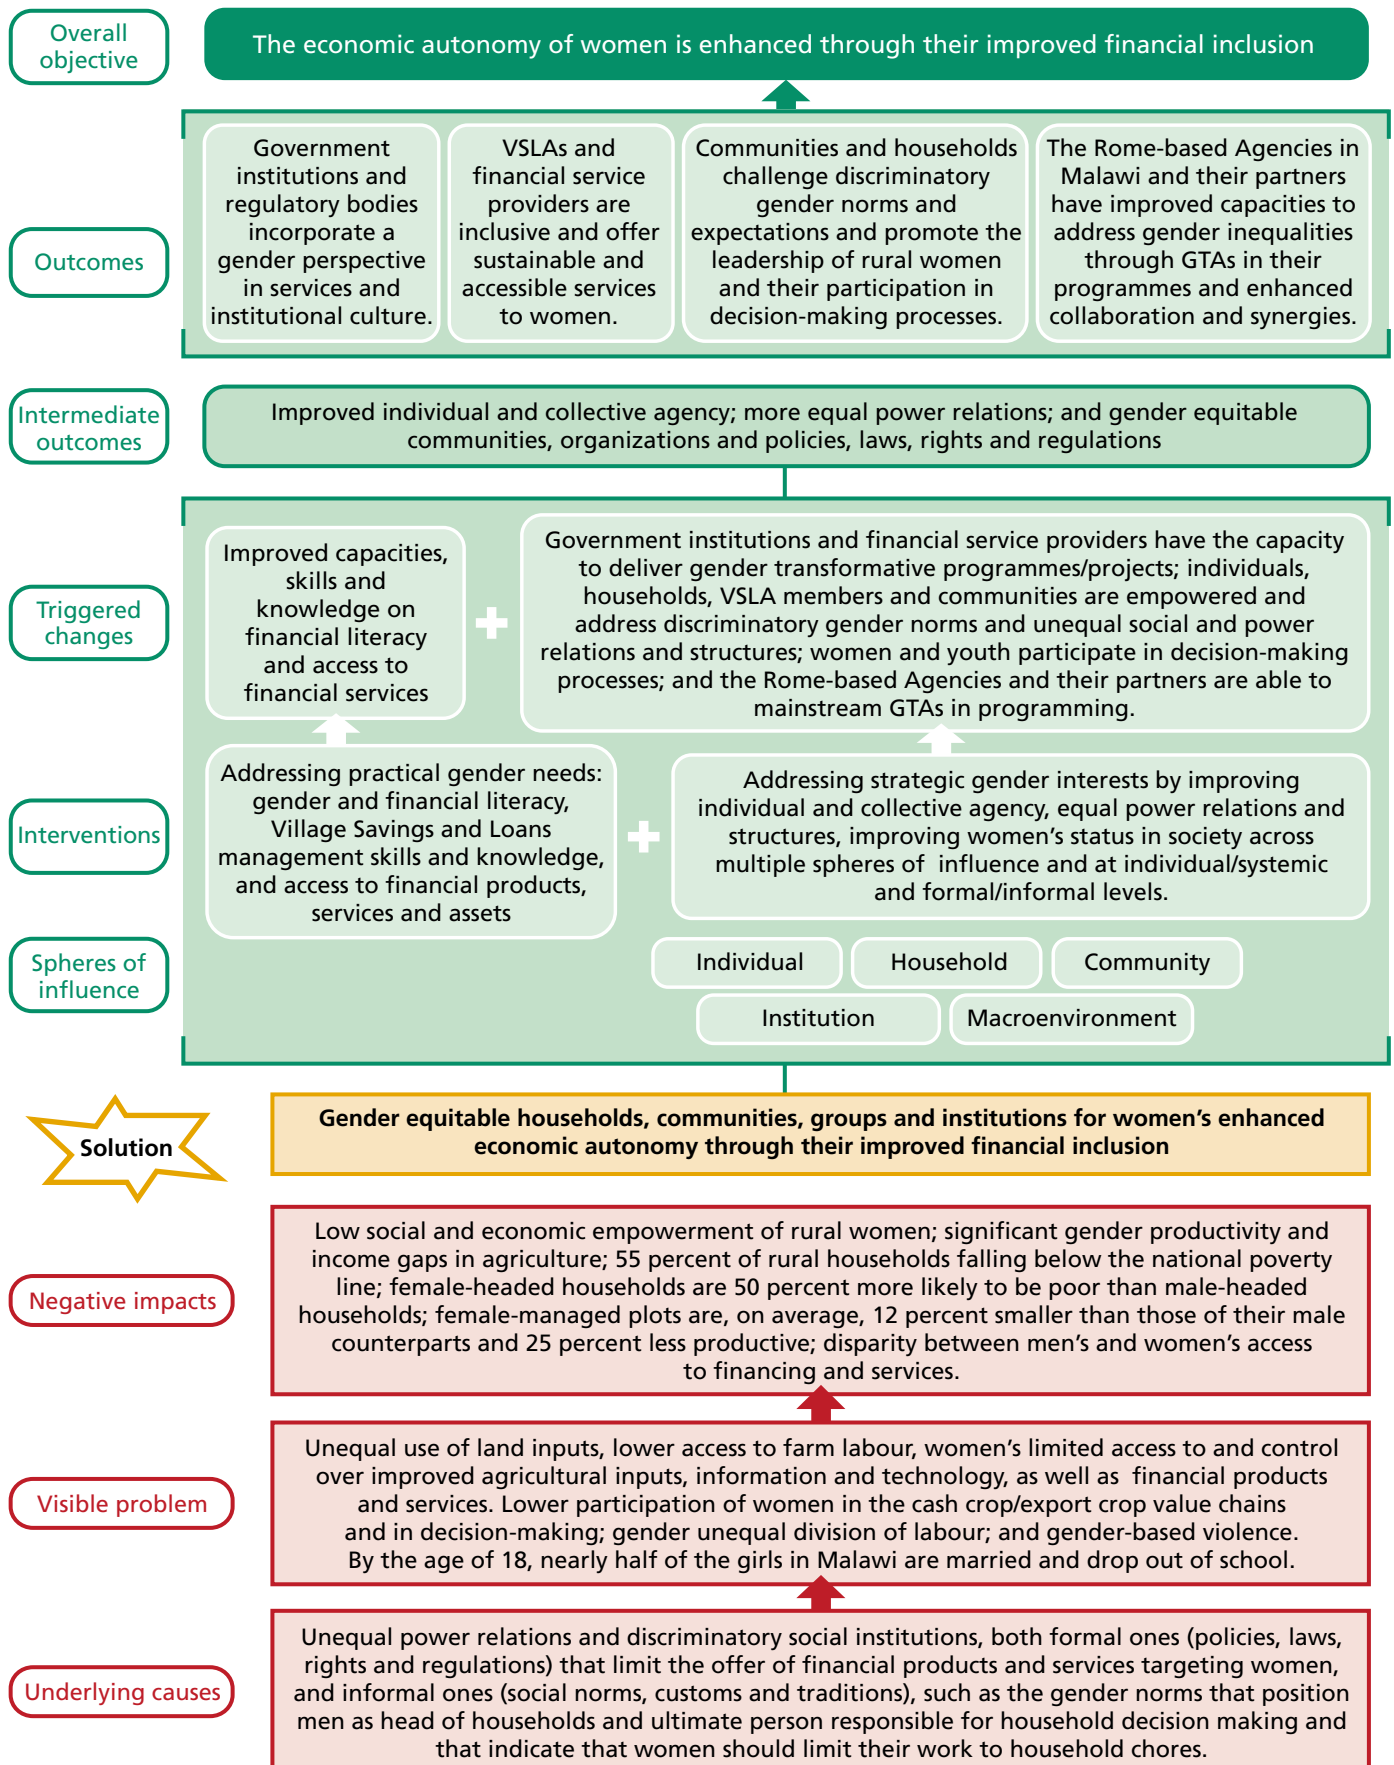 Overall
objective
The economic autonomy of women is enhanced through their improved financial inclusion
Outcomes
Government
institutions and
regulatory bodies
incorporate a
gender perspective
in services and
institutional culture.
VSLAs and
financial service
providers are
inclusive and offer
sustainable and
accessible services
to women.
Communities and households
challenge discriminatory
gender norms and
expectations and promote the
leadership of rural women
and their participation in
decision-making processes.
The Rome-based Agencies in
Malawi and their partners
have improved capacities to
address gender inequalities
through GTAs in their
programmes and enhanced
collaboration and synergies.
Intermediate
outcomes
Improved individual and collective agency; more equal power relations; and gender equitable
communities, organizations and policies, laws, rights and regulations
Triggered
changes
Improved capacities,
skills and
knowledge on
financial literacy
and access to
financial services
Government institutions and financial service providers have the capacity
to deliver gender transformative programmes/projects; individuals,
households, VSLA members and communities are empowered and
address discriminatory gender norms and unequal social and power
relations and structures; women and youth participate in decision-making
processes; and the Rome-based Agencies and their partners are able to
mainstream GTAs in programming.
Interventions
Addressing practical gender needs:
gender and financial literacy,
Village Savings and Loans
management skills and knowledge,
and access to financial products,
services and assets
Addressing strategic gender interests by improving
individual and collective agency, equal power relations and
structures, improving women's status in society across
multiple spheres of influence and at individual/systemic
and formal/informal levels.
Spheres of
influence
Individual
Household
Community
Institution
Macroenvironment
Solution
Gender equitable households, communities, groups and institutions for women's enhanced
economic autonomy through their improved financial inclusion
Negative impacts
Low social and economic empowerment of rural women; significant gender productivity and
income gaps in agriculture; 55 percent of rural households falling below the national poverty
line; female-headed households are 50 percent more likely to be poor than male-headed
households; female-managed plots are, on average, 12 percent smaller than those of their male
counterparts and 25 percent less productive; disparity between men's and women's access
to financing and services.
Visible problem
Unequal use of land inputs, lower access to farm labour, women's limited access to and control
over improved agricultural inputs, information and technology, as well as financial products
and services. Lower participation of women in the cash crop/export crop value chains
and in decision-making; gender unequal division of labour; and gender-based violence.
By the age of 18, nearly half of the girls in Malawi are married and drop out of school.
Underlying causes
Unequal power relations and discriminatory social institutions, both formal ones (policies, laws,
rights and regulations) that limit the offer of financial products and services targeting women,
and informal ones (social norms, customs and traditions), such as the gender norms that position
men as head of households and ultimate person responsible for household decision making and
that indicate that women should limit their work to household chores.